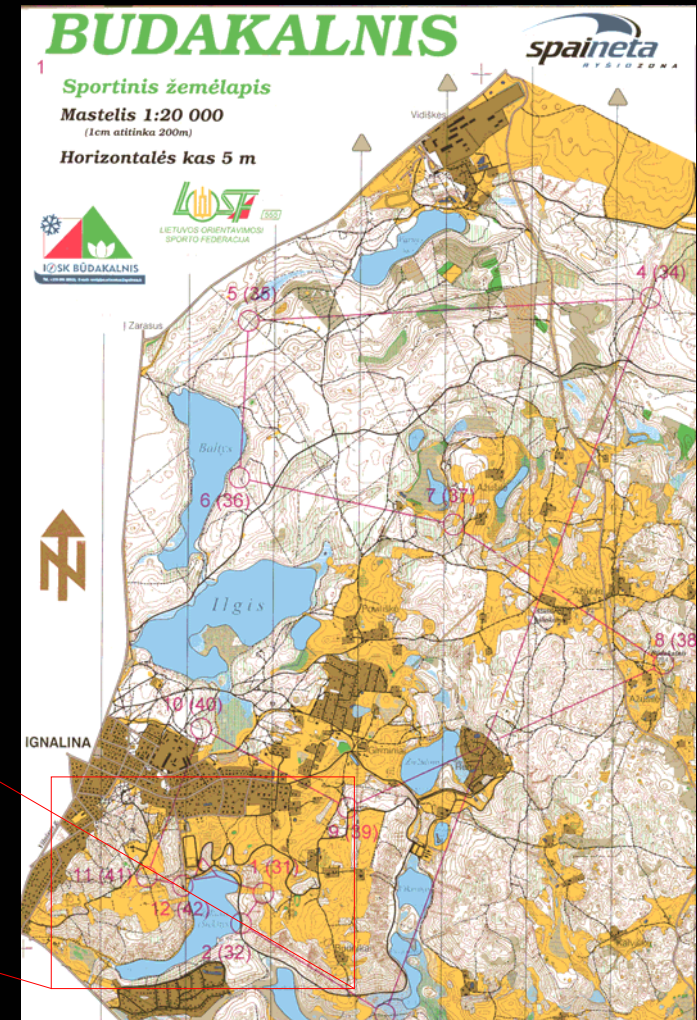 BUDAKALNIS
spaineta
RYŠIO ZONA
1
Sportinis žemėlapis
Mastelis 1:20 000
(1cm atitinka 200m)
Horizontalės kas 5 m
Vidiškės
LIETUVOS ORIENTAVIMOSI
SPORTO FEDERACIJA
IOSK BŪDAKALNIS
4 (34)
5 (35)
Į Zarasus
Baltys
6 (36)
7 (37)
Ilgis
8 (38
10 (40)
IGNALINA
9 (39)
1 (31)
11 (41)
12 (42)
2 (32)